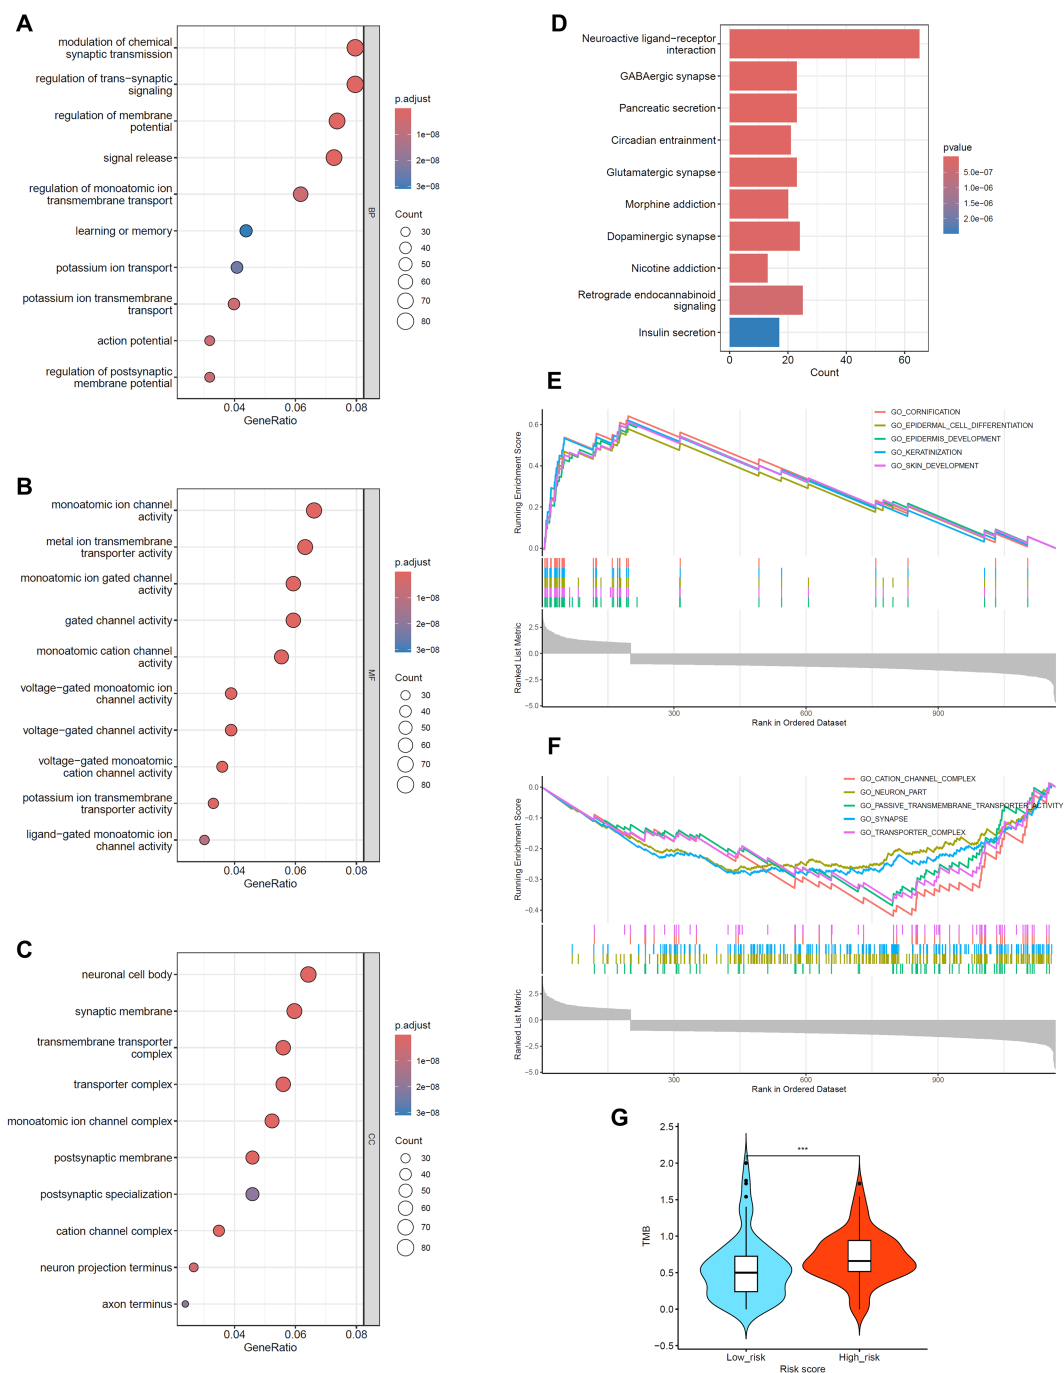 A
modulation of chemical
synaptic transmission
regulation of trans−synaptic
signaling
regulation of membrane
potential
signal release
regulation of monoatomic ion
transmembrane transport
learning or memory
potassium ion transport
potassium ion transmembrane
transport
action potential
regulation of postsynaptic
membrane potential
BP
0.04
0.06
0.08
GeneRatio
p.adjust
1e−08
2e−08
3e−08
Count
30
40
50
60
70
80
B
monoatomic ion channel
activity
metal ion transmembrane
transporter activity
monoatomic ion gated channel
activity
gated channel activity
monoatomic cation channel
activity
voltage−gated monoatomic ion
channel activity
voltage−gated channel activity
voltage−gated monoatomic
cation channel activity
potassium ion transmembrane
transporter activity
ligand−gated monoatomic ion
channel activity
MF
0.04
0.06
0.08
GeneRatio
p.adjust
1e−08
2e−08
3e−08
Count
30
40
50
60
70
80
C
neuronal cell body
synaptic membrane
transmembrane transporter
complex
transporter complex
monoatomic ion channel complex
postsynaptic membrane
postsynaptic specialization
cation channel complex
neuron projection terminus
axon terminus
CC
0.04
0.06
0.08
GeneRatio
p.adjust
1e−08
2e−08
3e−08
Count
30
40
50
60
70
80
D
Neuroactive ligand−receptor
interaction
GABAergic synapse
Pancreatic secretion
Circadian entrainment
Glutamatergic synapse
Morphine addiction
Dopaminergic synapse
Nicotine addiction
Retrograde endocannabinoid
signaling
Insulin secretion
0
20
40
60
Count
pvalue
5.0e−07
1.0e−06
1.5e−06
2.0e−06
E
Running Enrichment Score
0.6
0.4
0.2
0.0
GO_CORNIFICATION
GO_EPIDERMAL_CELL_DIFFERENTIATION
GO_EPIDERMIS_DEVELOPMENT
GO_KERATINIZATION
GO_SKIN_DEVELOPMENT
Ranked List Metric
2.5
0.0
−2.5
−5.0
300
600
900
Rank in Ordered Dataset
F
Running Enrichment Score
0.0
−0.1
−0.2
−0.3
−0.4
GO_CATION_CHANNEL_COMPLEX
GO_NEURON_PART
GO_PASSIVE_TRANSMEMBRANE_TRANSPORTER_ACTIVITY
GO_SYNAPSE
GO_TRANSPORTER_COMPLEX
Ranked List Metric
2.5
0.0
−2.5
−5.0
300
600
900
Rank in Ordered Dataset
G
TMB
2.5
2.0
1.5
1.0
0.5
0.0
−0.5
***
Low_risk
High_risk
Risk score